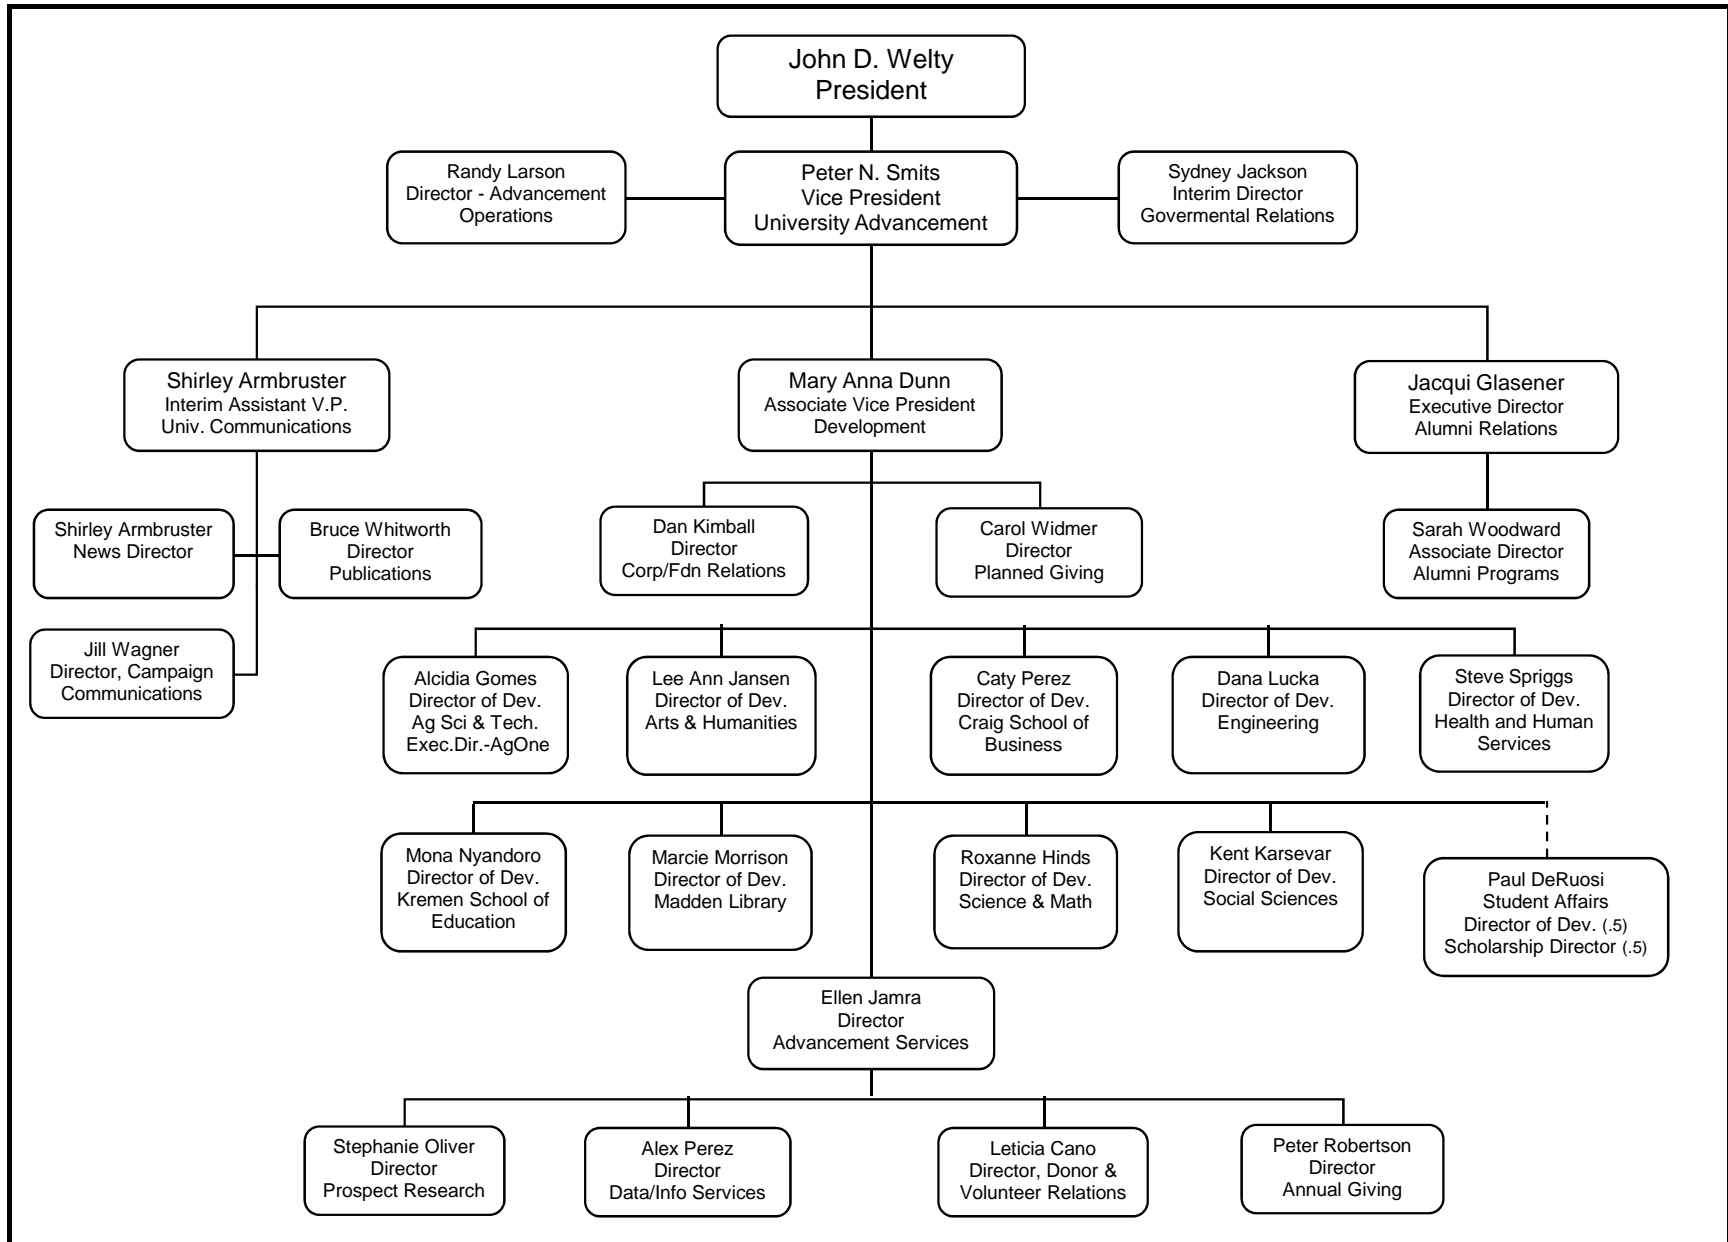 John D. Welty
President
Randy Larson
Director - Advancement
Operations
Peter N. Smits
Vice President
University Advancement
Sydney Jackson
Interim Director
Govermental Relations
Shirley Armbruster
Interim Assistant V.P.
Univ. Communications
Mary Anna Dunn
Associate Vice President
Development
Jacqui Glasener
Executive Director
Alumni Relations
Shirley Armbruster
News Director
Bruce Whitworth
Director
Publications
Dan Kimball
Director
Corp/Fdn Relations
Carol Widmer
Director
Planned Giving
Sarah Woodward
Associate Director
Alumni Programs
Jill Wagner
Director, Campaign
Communications
Alcidia Gomes
Director of Dev.
Ag Sci & Tech.
Exec.Dir.-AgOne
Lee Ann Jansen
Director of Dev.
Arts & Humanities
Caty Perez
Director of Dev.
Craig School of
Business
Dana Lucka
Director of Dev.
Engineering
Steve Spriggs
Director of Dev.
Health and Human
Services
Mona Nyandoro
Director of Dev.
Kremen School of
Education
Marcie Morrison
Director of Dev.
Madden Library
Roxanne Hinds
Director of Dev.
Science & Math
Kent Karsevar
Director of Dev.
Social Sciences
Paul DeRuosi
Student Affairs
Director of Dev. (.5)
Scholarship Director (.5)
Ellen Jamra
Director
Advancement Services
Stephanie Oliver
Director
Prospect Research
Alex Perez
Director
Data/Info Services
Leticia Cano
Director, Donor &
Volunteer Relations
Peter Robertson
Director
Annual Giving